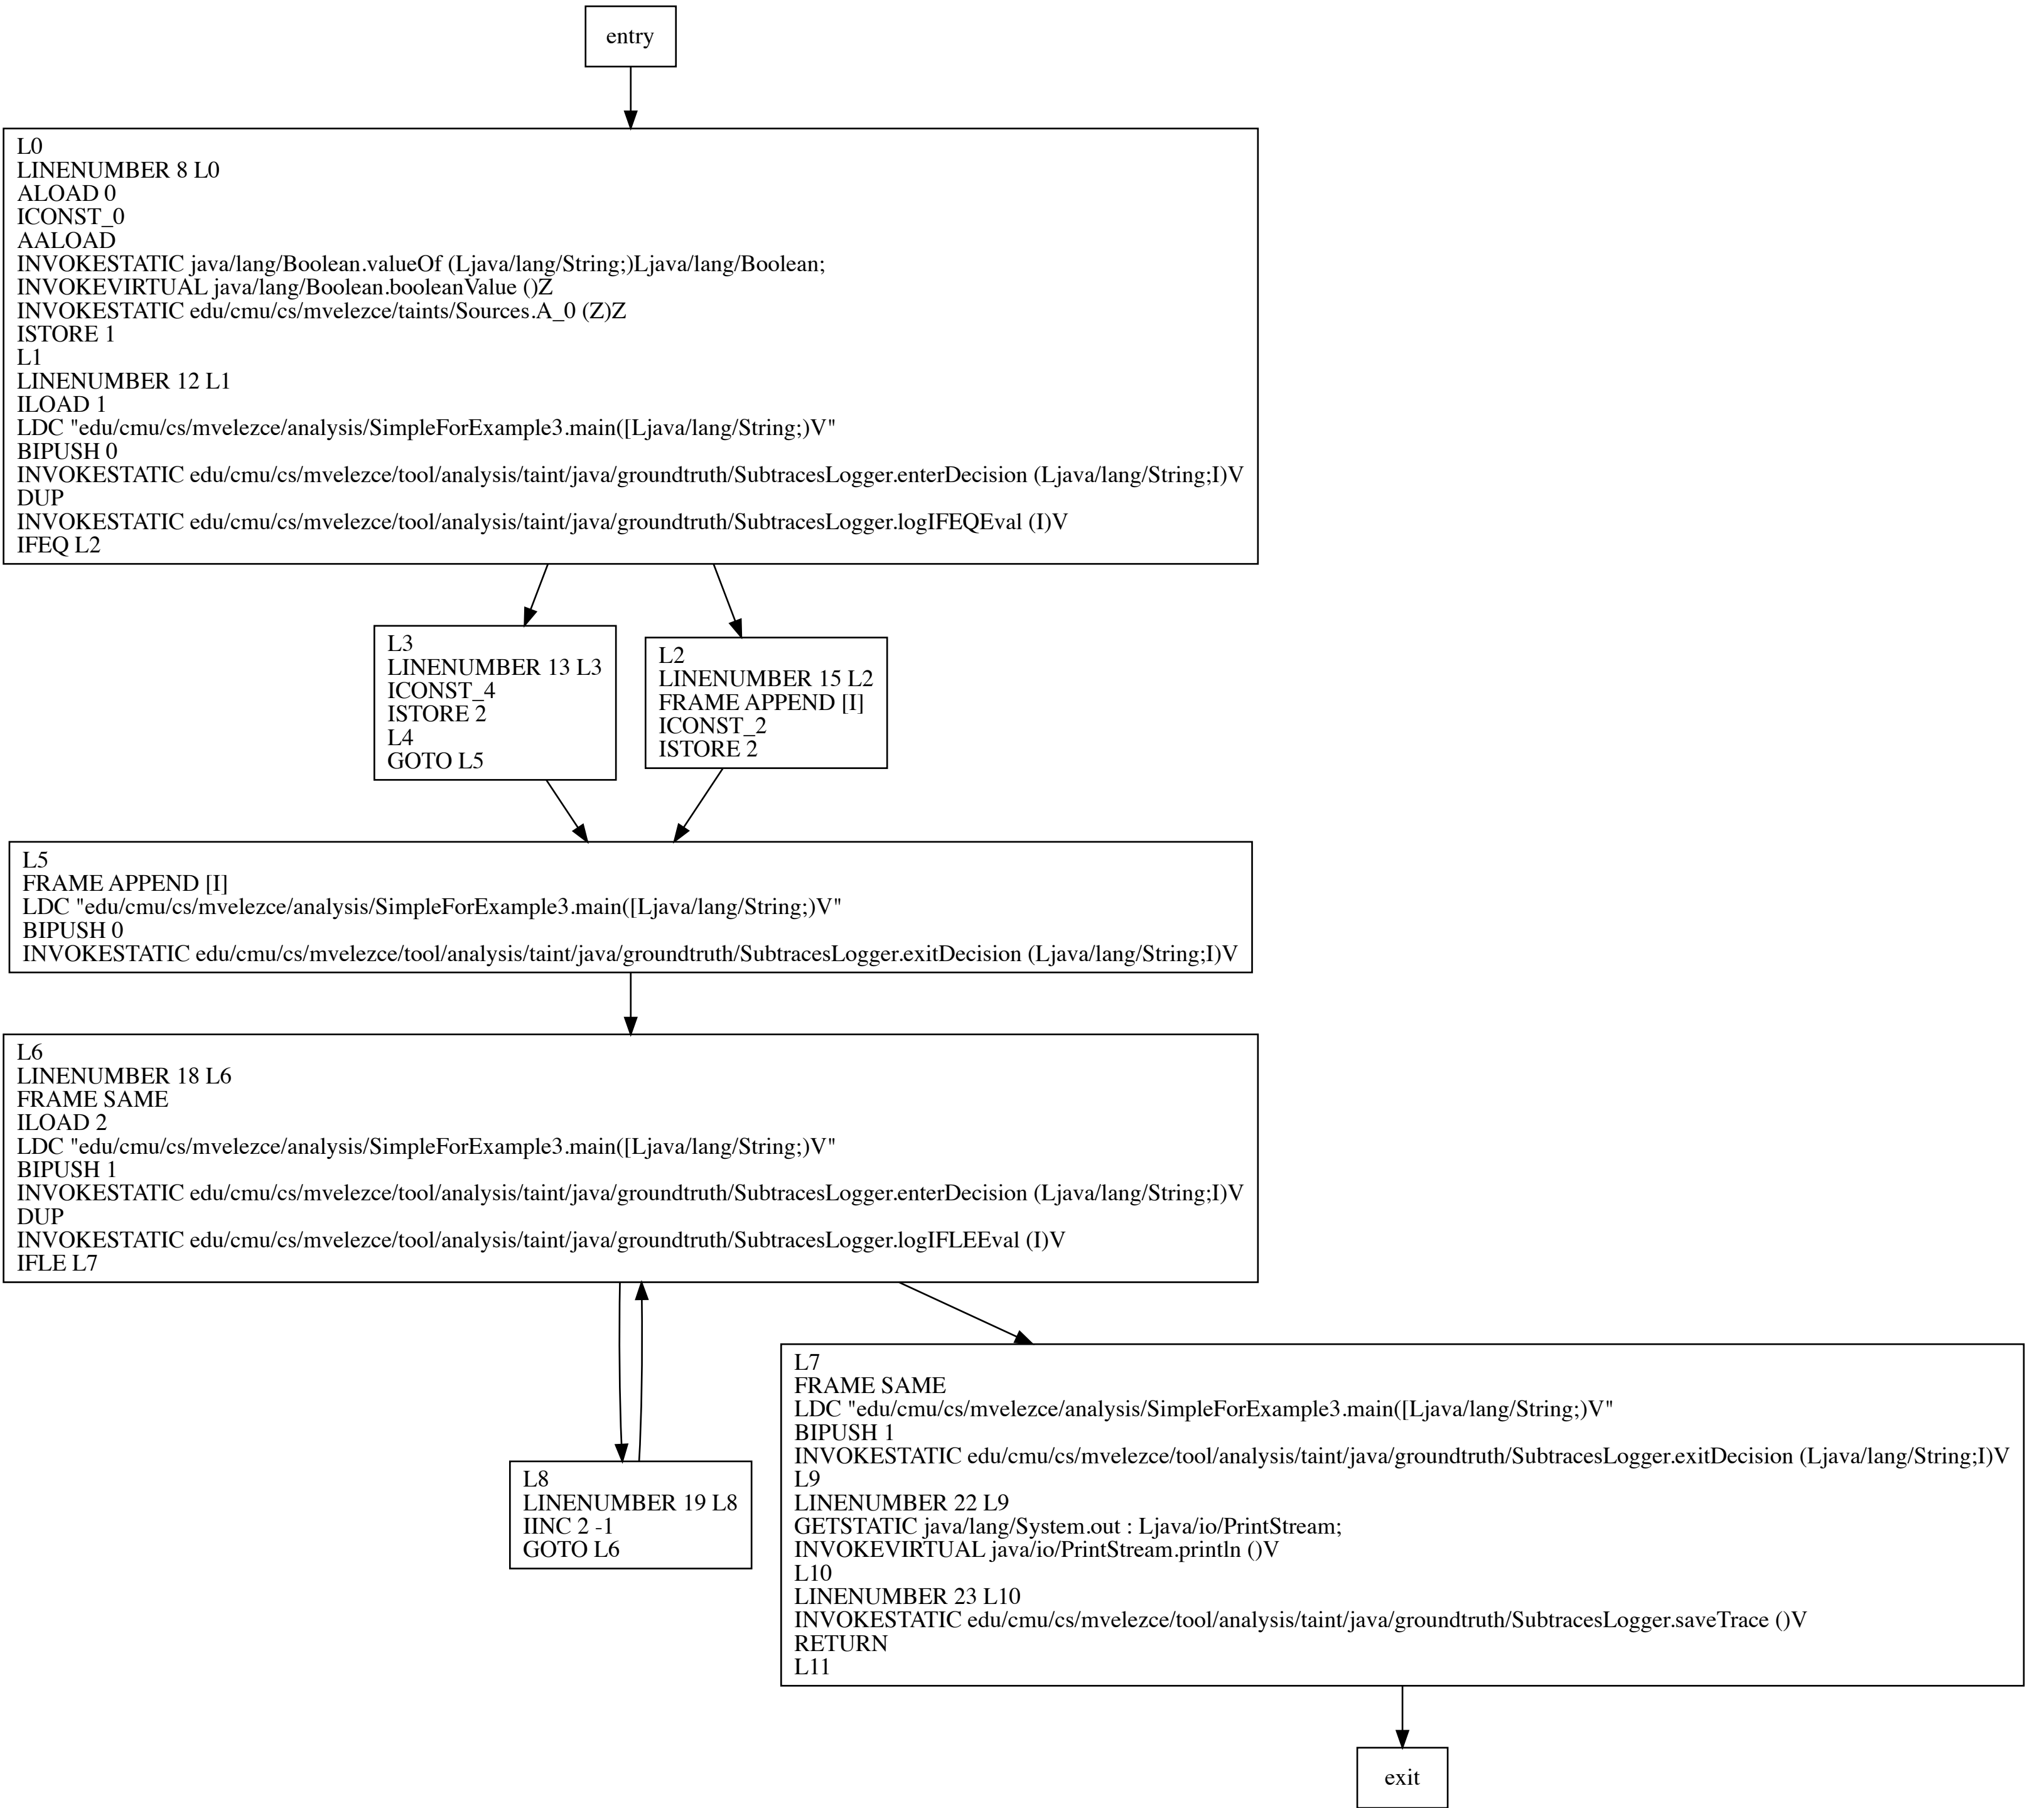 entry
L0
LINENUMBER 8 L0
ALOAD 0
ICONST_0
AALOAD
INVOKESTATIC java/lang/Boolean.valueOf (Ljava/lang/String;)Ljava/lang/Boolean;
INVOKEVIRTUAL java/lang/Boolean.booleanValue ()Z
INVOKESTATIC edu/cmu/cs/mvelezce/taints/Sources.A_0 (Z)Z
ISTORE 1
L1
LINENUMBER 12 L1
ILOAD 1
LDC "edu/cmu/cs/mvelezce/analysis/SimpleForExample3.main([Ljava/lang/String;)V"
BIPUSH 0
INVOKESTATIC edu/cmu/cs/mvelezce/tool/analysis/taint/java/groundtruth/SubtracesLogger.enterDecision (Ljava/lang/String;I)V
DUP
INVOKESTATIC edu/cmu/cs/mvelezce/tool/analysis/taint/java/groundtruth/SubtracesLogger.logIFEQEval (I)V
IFEQ L2
L3
LINENUMBER 13 L3
ICONST_4
ISTORE 2
L4
GOTO L5
L2
LINENUMBER 15 L2
FRAME APPEND [I]
ICONST_2
ISTORE 2
L5
FRAME APPEND [I]
LDC "edu/cmu/cs/mvelezce/analysis/SimpleForExample3.main([Ljava/lang/String;)V"
BIPUSH 0
INVOKESTATIC edu/cmu/cs/mvelezce/tool/analysis/taint/java/groundtruth/SubtracesLogger.exitDecision (Ljava/lang/String;I)V
L6
LINENUMBER 18 L6
FRAME SAME
ILOAD 2
LDC "edu/cmu/cs/mvelezce/analysis/SimpleForExample3.main([Ljava/lang/String;)V"
BIPUSH 1
INVOKESTATIC edu/cmu/cs/mvelezce/tool/analysis/taint/java/groundtruth/SubtracesLogger.enterDecision (Ljava/lang/String;I)V
DUP
INVOKESTATIC edu/cmu/cs/mvelezce/tool/analysis/taint/java/groundtruth/SubtracesLogger.logIFLEEval (I)V
IFLE L7
L8
LINENUMBER 19 L8
IINC 2 -1
GOTO L6
L7
FRAME SAME
LDC "edu/cmu/cs/mvelezce/analysis/SimpleForExample3.main([Ljava/lang/String;)V"
BIPUSH 1
INVOKESTATIC edu/cmu/cs/mvelezce/tool/analysis/taint/java/groundtruth/SubtracesLogger.exitDecision (Ljava/lang/String;I)V
L9
LINENUMBER 22 L9
GETSTATIC java/lang/System.out : Ljava/io/PrintStream;
INVOKEVIRTUAL java/io/PrintStream.println ()V
L10
LINENUMBER 23 L10
INVOKESTATIC edu/cmu/cs/mvelezce/tool/analysis/taint/java/groundtruth/SubtracesLogger.saveTrace ()V
RETURN
L11
exit